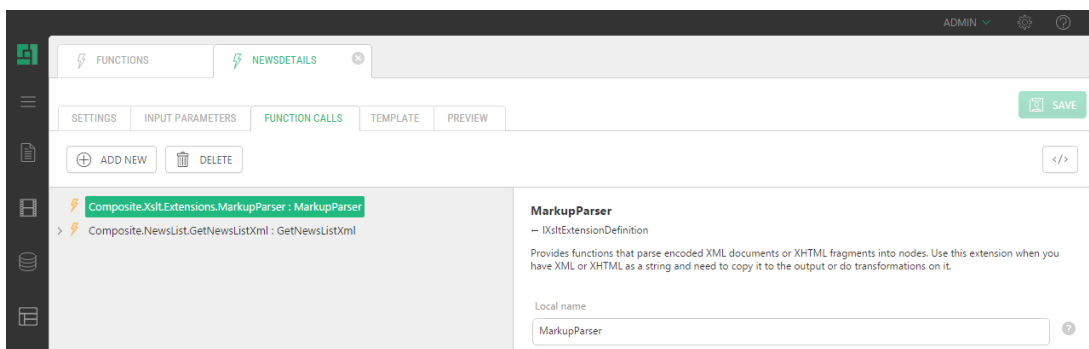 ADMIN
FUNCTIONS NEWSDETAILS
SAVE
SETTINGS INPUT PARAMETERS FUNCTION CALLS TEMPLATE PREVIEW
ADD NEW DELETE </>
Composite.Xslt.Extensions.MarkupParser : MarkupParser
Composite.NewsList.GetNewsListXml : GetNewsListXml
MarkupParser
← IXsltExtensionDefinition
Provides functions that parse encoded XML documents or XHTML fragments into nodes. Use this extension when you
have XML or XHTML as a string and need to copy it to the output or do transformations on it.
Local name
MarkupParser